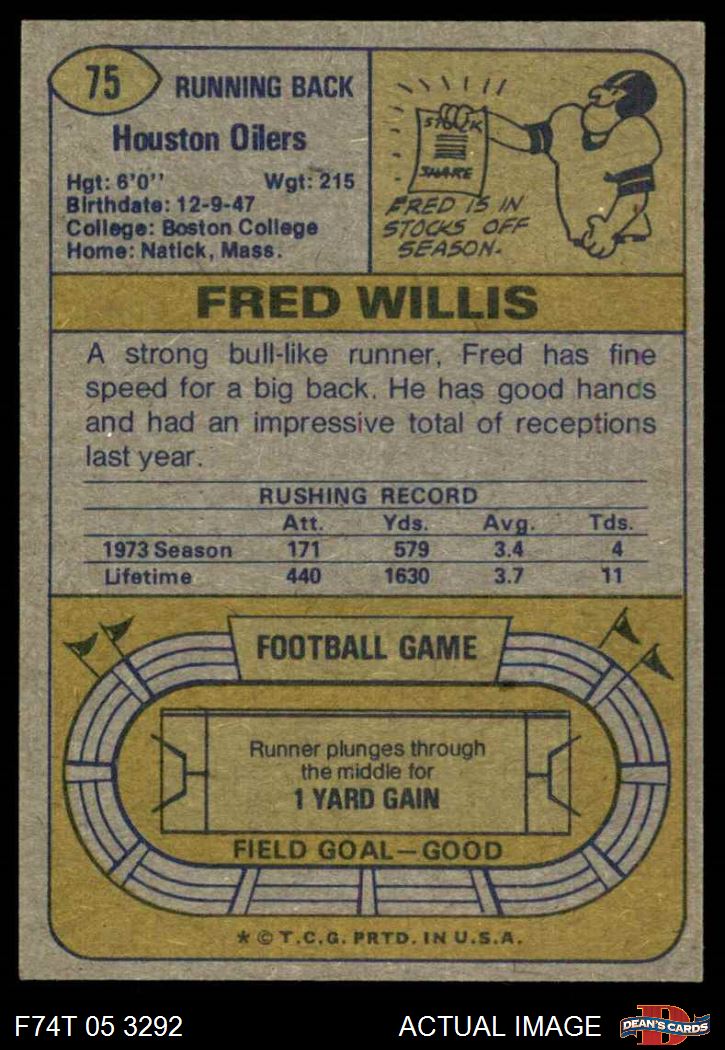 75
RUNNING BACK
Houston Oilers
Hgt: 6'0'' Wgt: 215
Birthdate: 12-9-47
College: Boston College
Home: Natick, Mass.
STOCK
SHARE
FRED IS IN
STOCKS OFF
SEASON.
FRED WILLIS
A strong bull-like runner, Fred has fine
speed for a big back. He has good hands
and had an impressive total of receptions
last year.
RUSHING RECORD
Att. Yds. Avg. Tds.
1973 Season 171 579 3.4 4
Lifetime 440 1630 3.7 11
FOOTBALL GAME
Runner plunges through
the middle for
1 YARD GAIN
FIELD GOAL—GOOD
* © T.C.G. PRTD. IN U.S.A.
F74T 05 3292 ACTUAL IMAGE
D
DEAN'S CARDS